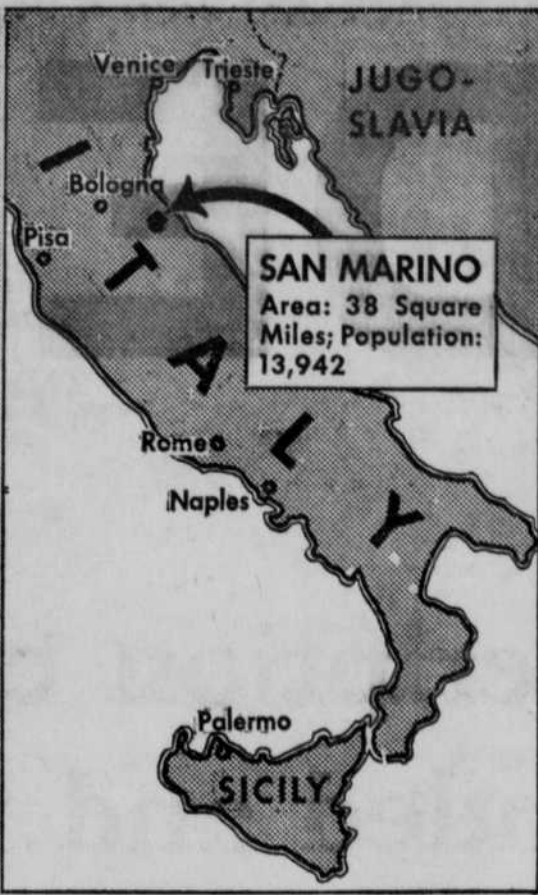 Venice Trieste
JUGO-
SLAVIA
ITALY
Bologna
Pisa
SAN MARINO
Area: 38 Square
Miles; Population:
13,942
Rome
Naples
Palermo
SICILY